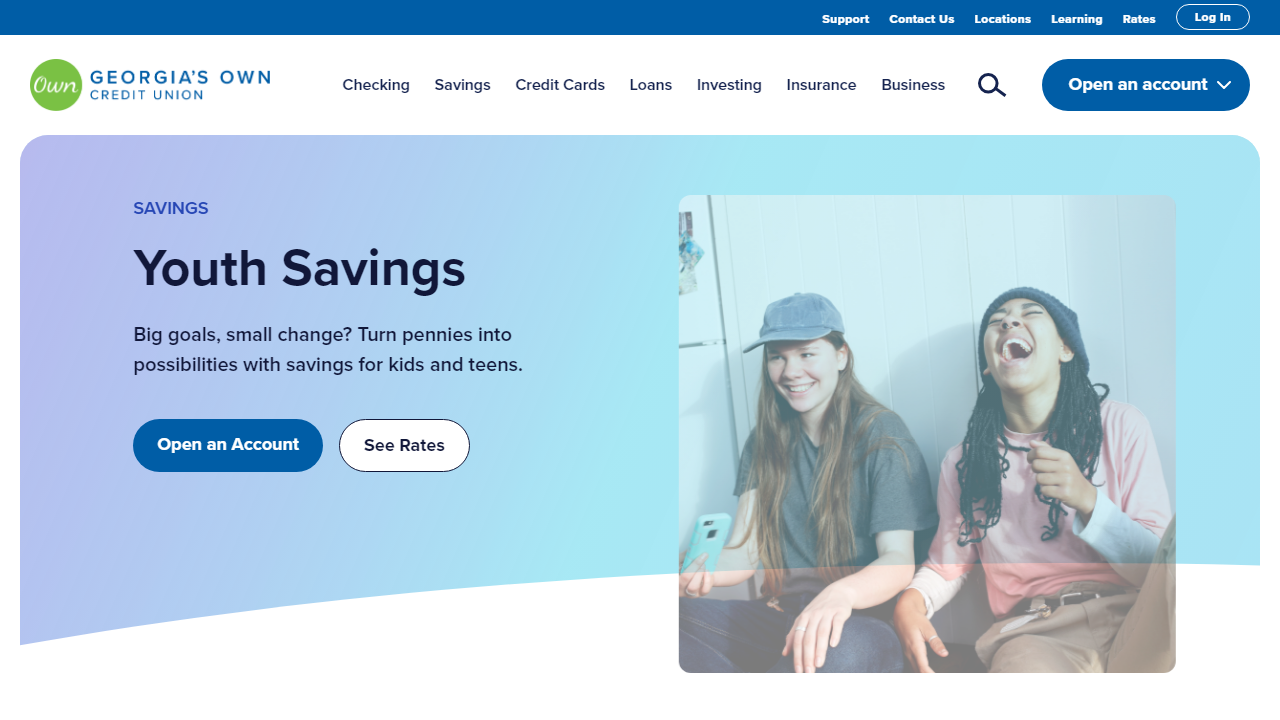 Support Contact Us Locations Learning Rates Log In
Own GEORGIA'S OWN
CREDIT UNION
Checking Savings Credit Cards Loans Investing Insurance Business Open an account
SAVINGS
Youth Savings
Big goals, small change? Turn pennies into
possibilities with savings for kids and teens.
Open an Account See Rates